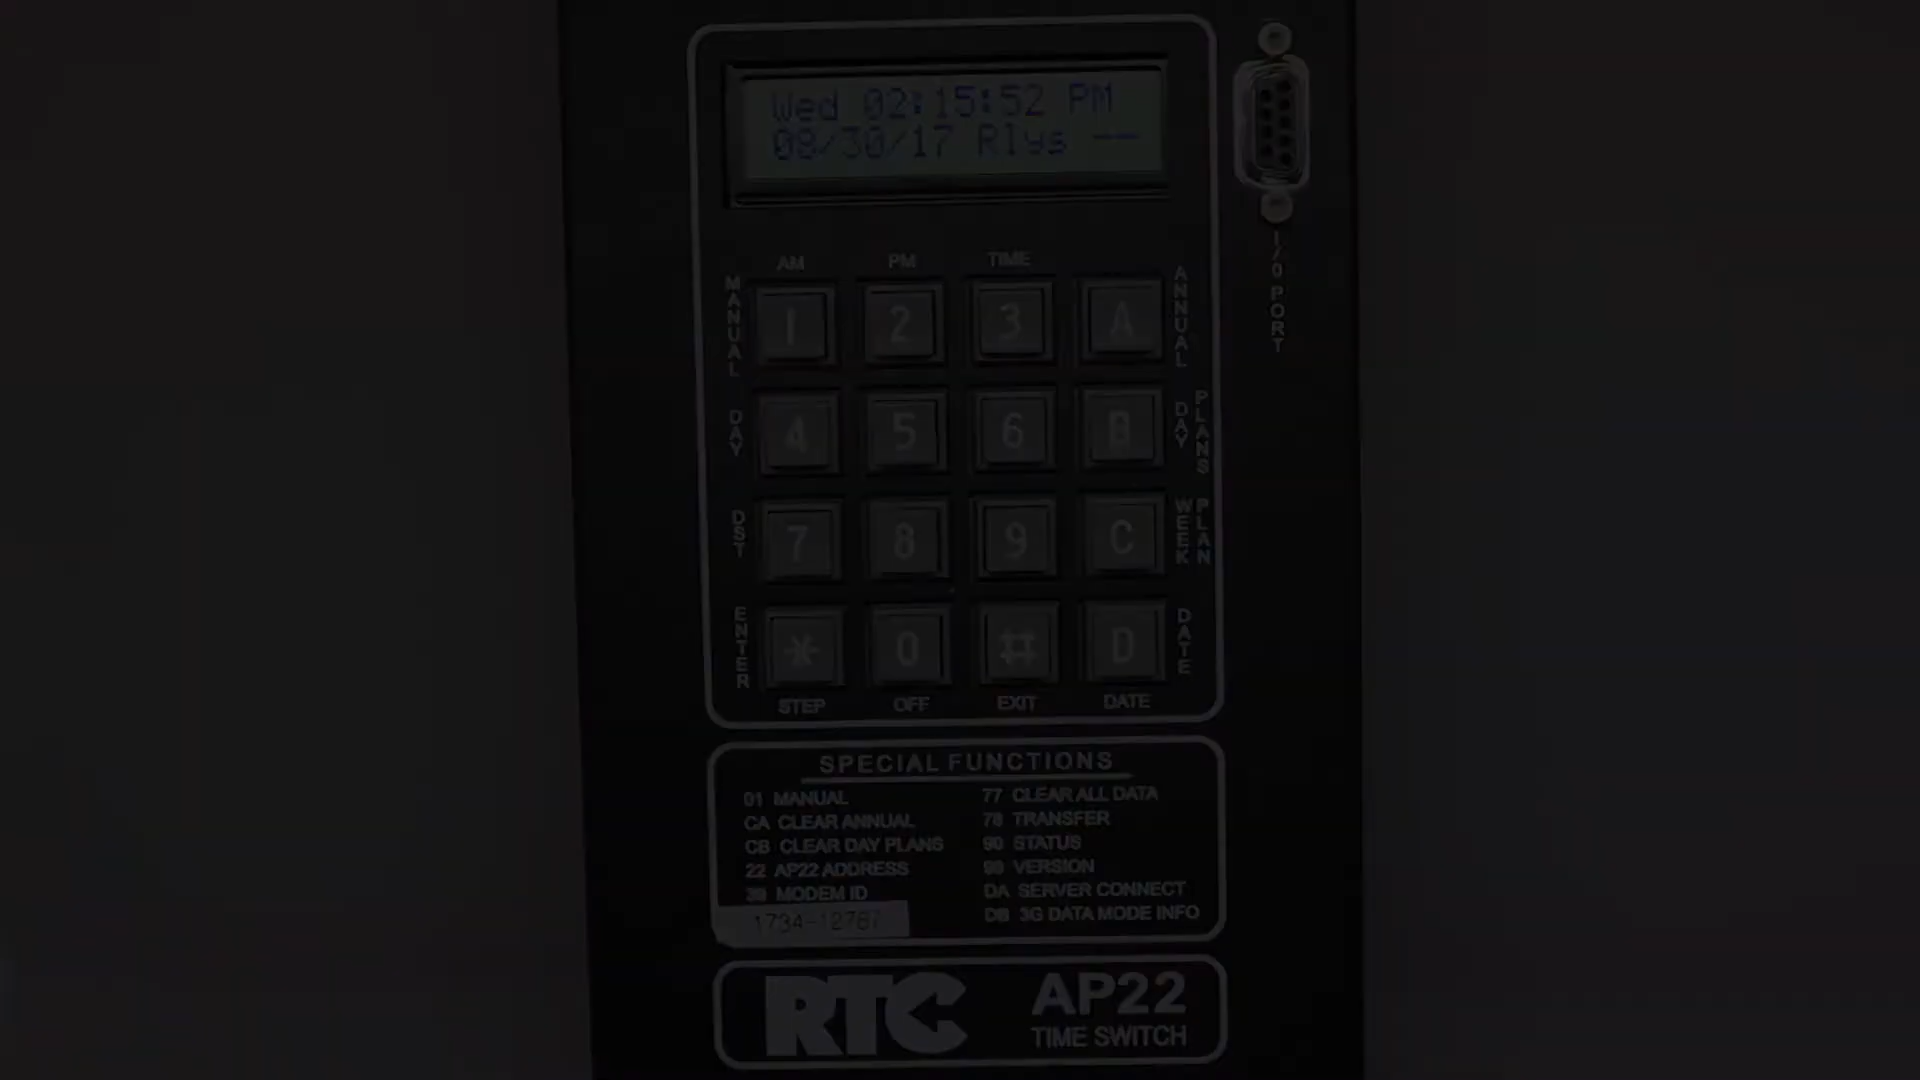 Wed 02:15:52 PM
08/30/17 Rlys --
I/O PORT
AM PM TIME
MANUAL 1 2 3 A ANNUAL
DAY 4 5 6 B DAY PLANS
DST 7 8 9 C WEEK PLAN
ENTER * 0 # D DATE
STEP OFF EXIT DATE
SPECIAL FUNCTIONS
01 MANUAL
CA CLEAR ANNUAL
CB CLEAR DAY PLANS
22 AP22 ADDRESS
39 MODEM ID
1734-12767
77 CLEAR ALL DATA
78 TRANSFER
90 STATUS
99 VERSION
DA SERVER CONNECT
DB 3G DATA MODE INFO
RTC
AP22
TIME SWITCH